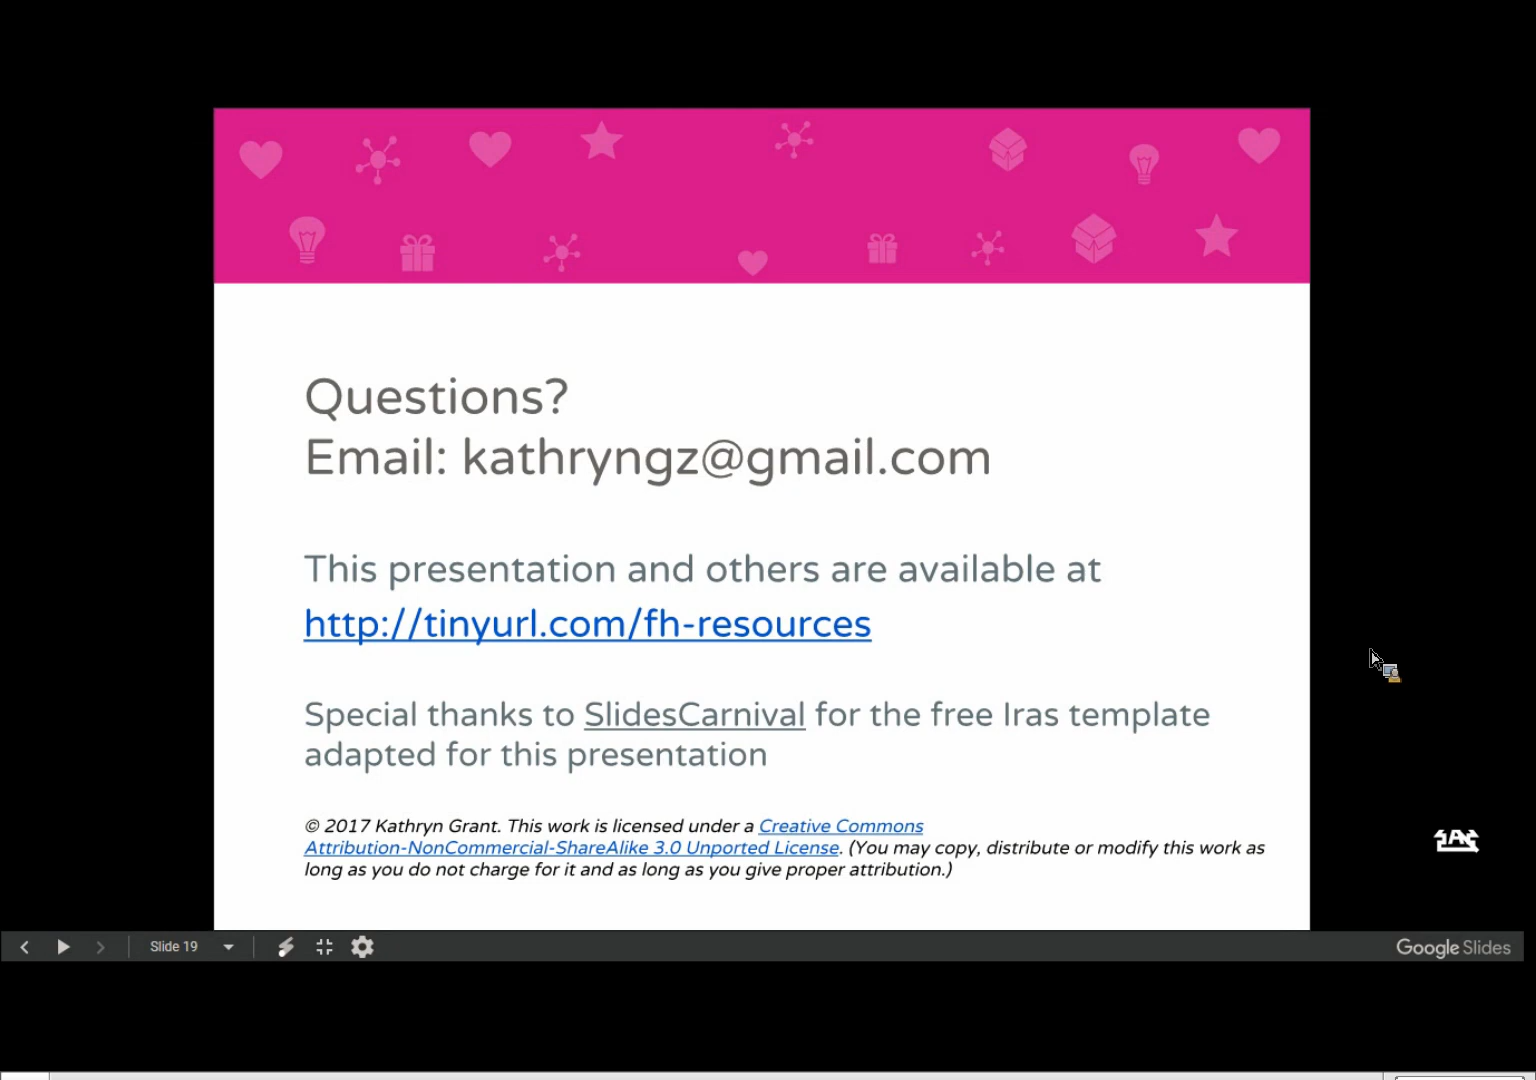 Questions?
Email: kathryngz@gmail.com
This presentation and others are available at
http://tinyurl.com/fh-resources
Special thanks to SlidesCarnival for the free Iras template
adapted for this presentation
© 2017 Kathryn Grant. This work is licensed under a Creative Commons
Attribution-NonCommercial-ShareAlike 3.0 Unported License. (You may copy, distribute or modify this work as
long as you do not charge for it and as long as you give proper attribution.)
Slide 19
Google Slides